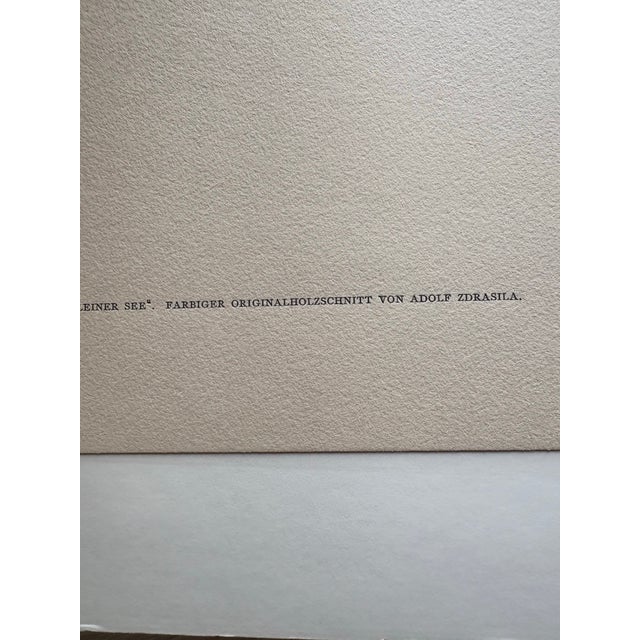 LEINER SEE“. FARBIGER ORIGINALHOLZSCHNITT VON ADOLF ZDRASILA.